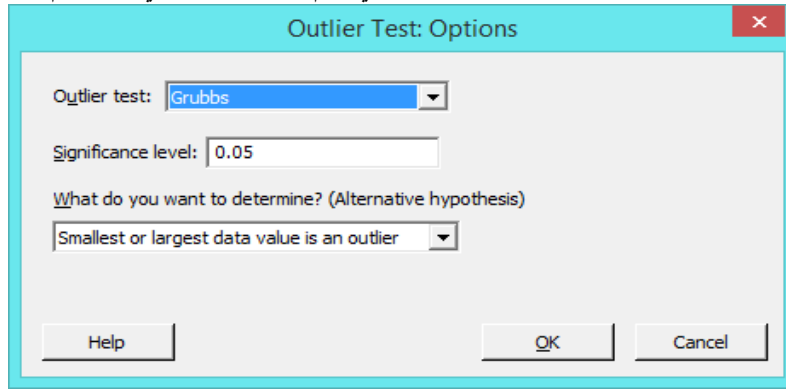 Outlier Test: Options
Outlier test: Grubbs
Significance level: 0.05
What do you want to determine? (Alternative hypothesis)
Smallest or largest data value is an outlier
Help OK Cancel